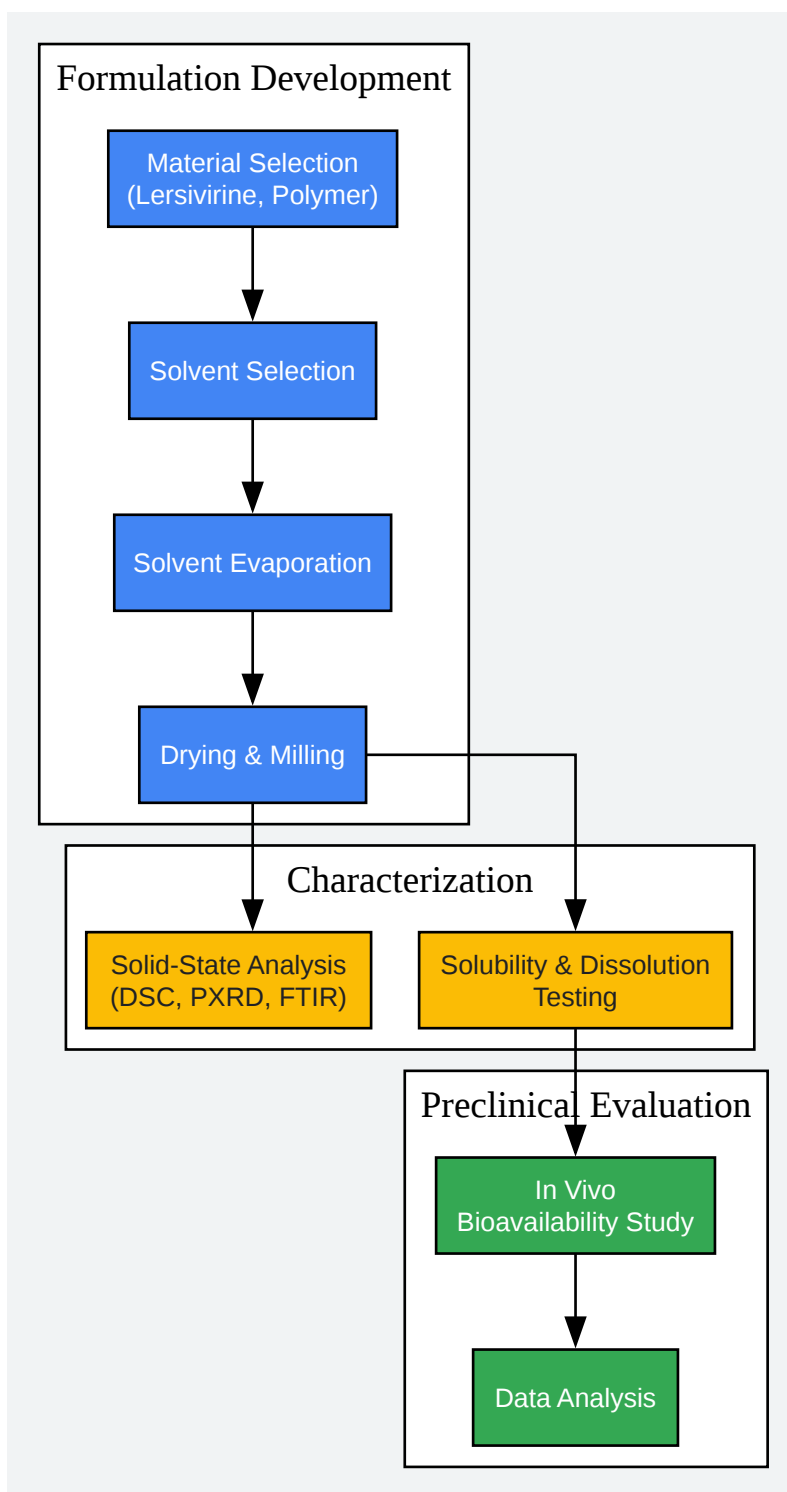 Formulation Development
Material Selection
(Lersivirine, Polymer)
Solvent Selection
Solvent Evaporation
Drying & Milling
Characterization
Solid-State Analysis
(DSC, PXRD, FTIR)
Solubility & Dissolution
Testing
Preclinical Evaluation
In Vivo
Bioavailability Study
Data Analysis